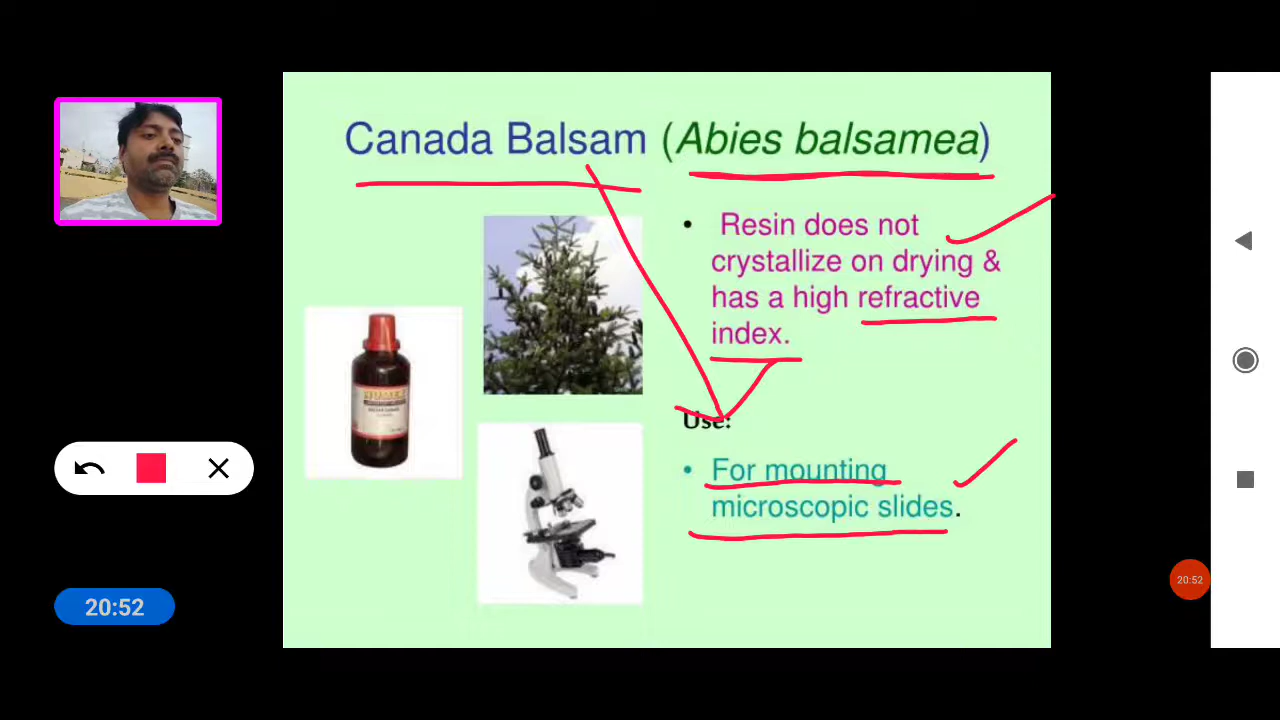 Canada Balsam (Abies balsamea)
• Resin does not
crystallize on drying &
has a high refractive
index.
Use:
• For mounting
microscopic slides.
20:52
20:52